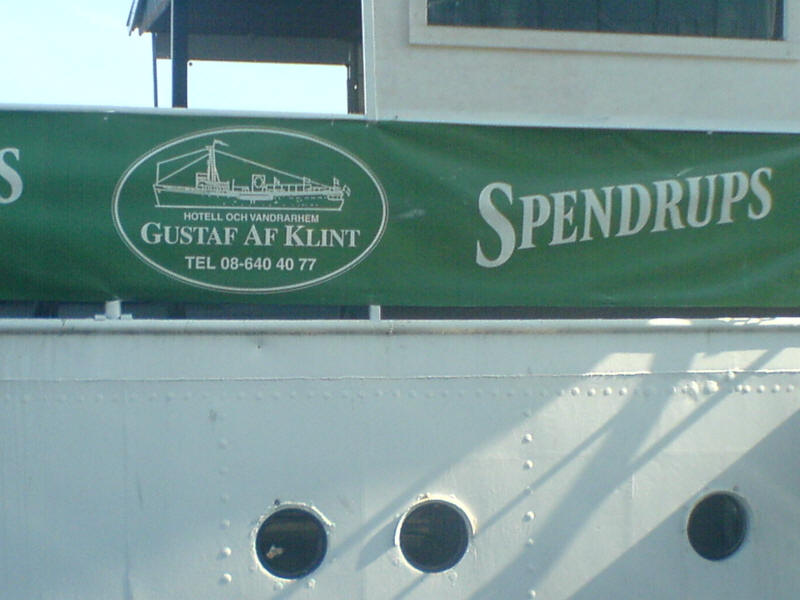 S
HOTELL OCH VANDRARHEM
GUSTAF AF KLINT
TEL 08-640 40 77
SPENDRUPS